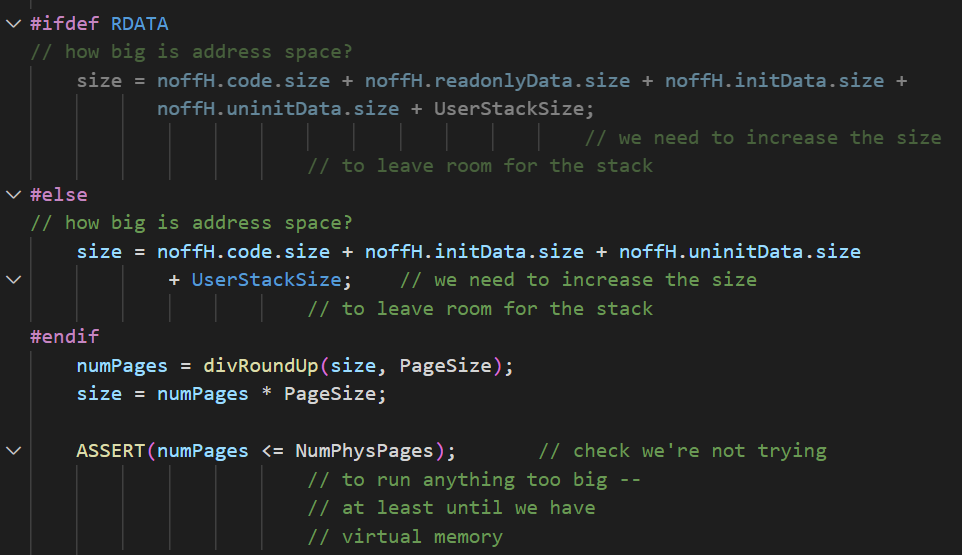 #ifdef RDATA
// how big is address space?
    size = noffH.code.size + noffH.readonlyData.size + noffH.initData.size +
           noffH.uninitData.size + UserStackSize;
                                                // we need to increase the size
                        // to leave room for the stack
#else
// how big is address space?
    size = noffH.code.size + noffH.initData.size + noffH.uninitData.size
            + UserStackSize;    // we need to increase the size
                        // to leave room for the stack
#endif
    numPages = divRoundUp(size, PageSize);
    size = numPages * PageSize;

    ASSERT(numPages <= NumPhysPages);       // check we're not trying
                        // to run anything too big --
                        // at least until we have
                        // virtual memory